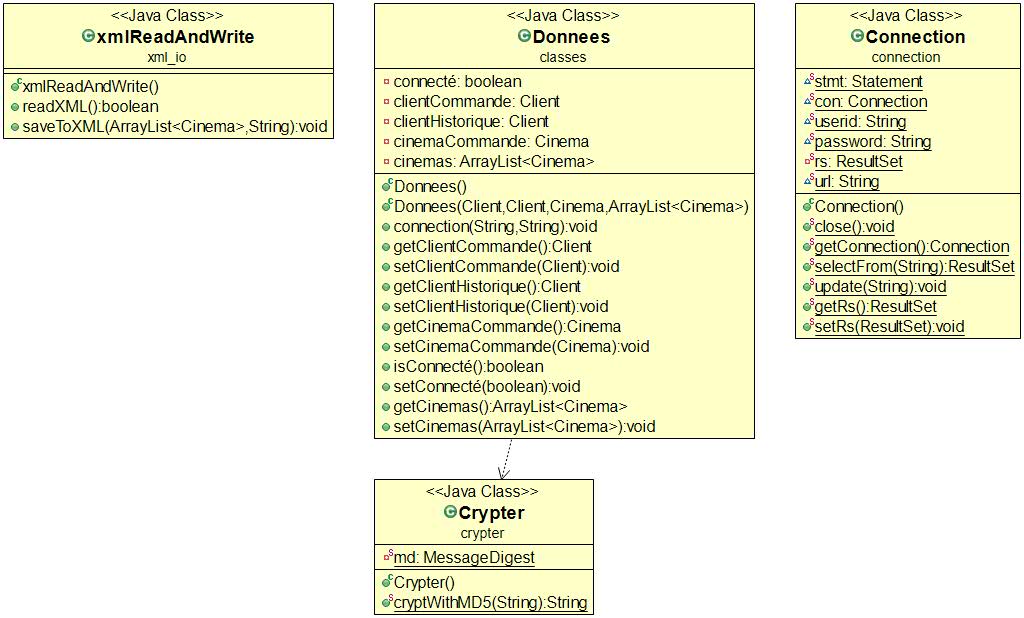 <<Java Class>>
xmlReadAndWrite
xml_io
xmlReadAndWrite()
readXML():boolean
saveToXML(ArrayList<Cinema>,String):void
<<Java Class>>
Donnees
classes
connecté: boolean
clientCommande: Client
clientHistorique: Client
cinemaCommande: Cinema
cinemas: ArrayList<Cinema>
Donnees()
Donnees(Client,Client,Cinema,ArrayList<Cinema>)
connection(String,String):void
getClientCommande():Client
setClientCommande(Client):void
getClientHistorique():Client
setClientHistorique(Client):void
getCinemaCommande():Cinema
setCinemaCommande(Cinema):void
isConnecté():boolean
setConnecté(boolean):void
getCinemas():ArrayList<Cinema>
setCinemas(ArrayList<Cinema>):void
<<Java Class>>
Connection
connection
stmt: Statement
con: Connection
userid: String
password: String
rs: ResultSet
url: String
Connection()
close():void
getConnection():Connection
selectFrom(String):ResultSet
update(String):void
getRs():ResultSet
setRs(ResultSet):void
<<Java Class>>
Crypter
crypter
md: MessageDigest
Crypter()
cryptWithMD5(String):String